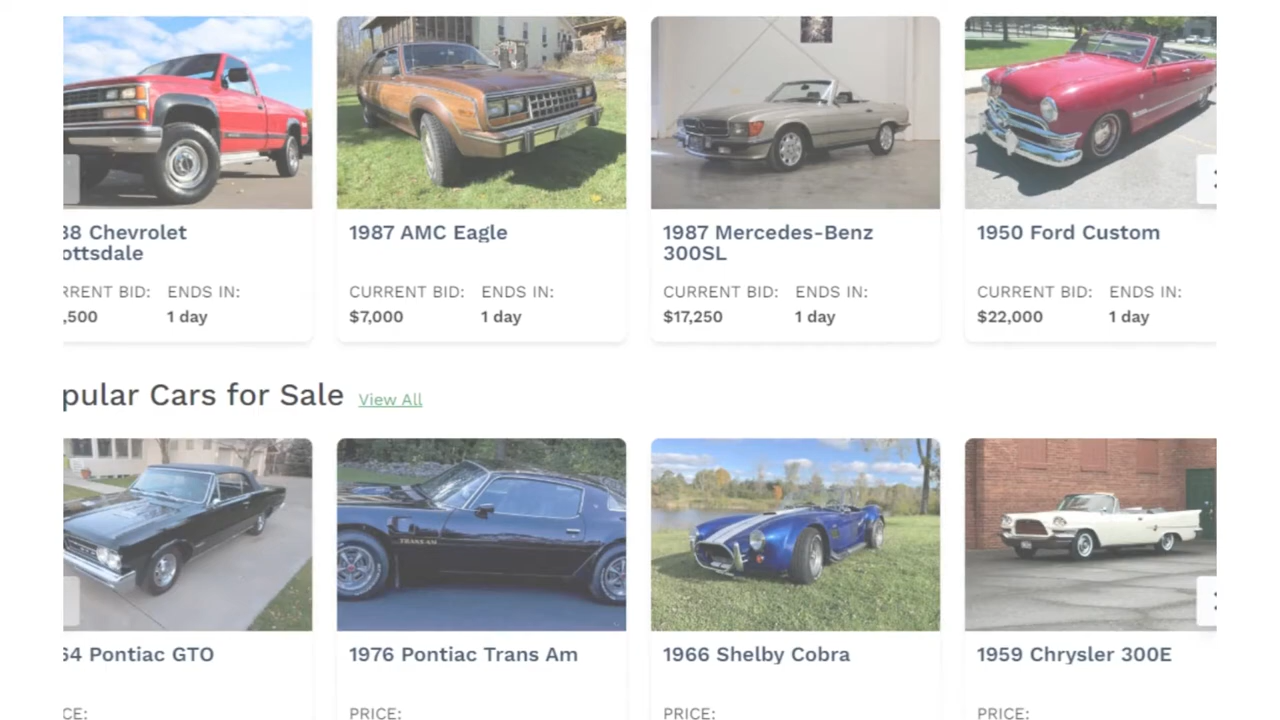 38 Chevrolet
ottsdale
RRENT BID: ENDS IN:
,500 1 day
1987 AMC Eagle
CURRENT BID: ENDS IN:
$7,000 1 day
1987 Mercedes-Benz
300SL
CURRENT BID: ENDS IN:
$17,250 1 day
1950 Ford Custom
CURRENT BID: ENDS IN:
$22,000 1 day
pular Cars for Sale View All
64 Pontiac GTO
CE:
1976 Pontiac Trans Am
PRICE:
1966 Shelby Cobra
PRICE:
1959 Chrysler 300E
PRICE:
TRANS AM